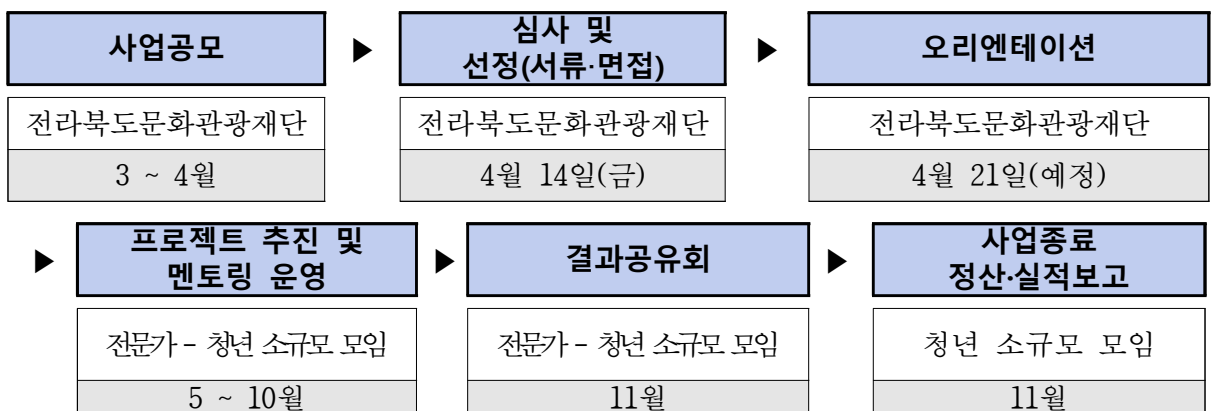 사업공모
▶
심사 및
선정(서류·면접)
▶
오리엔테이션
전라북도문화관광재단
전라북도문화관광재단
전라북도문화관광재단
3 ~ 4월
4월 14일(금)
4월 21일(예정)
▶
프로젝트 추진 및
멘토링 운영
▶
결과공유회
▶
사업종료
정산·실적보고
전문가 - 청년 소규모 모임
전문가 - 청년 소규모 모임
청년 소규모 모임
5 ~ 10월
11월
11월